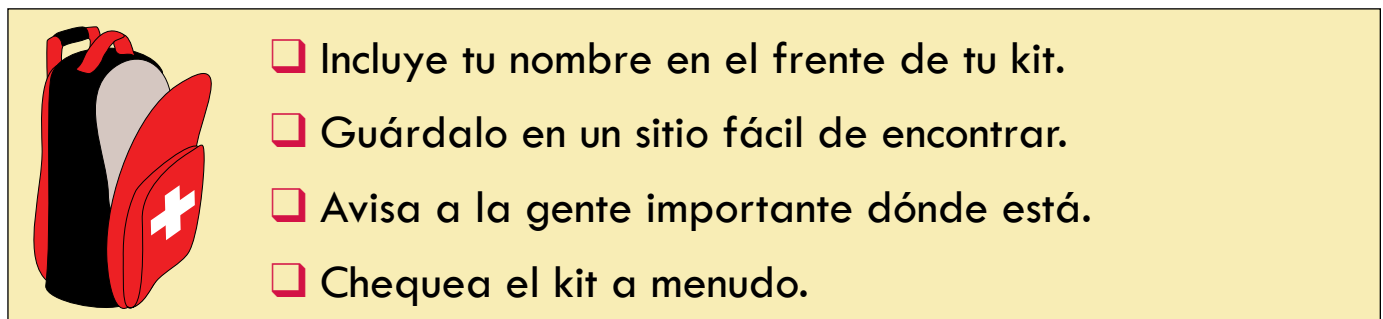 ❑ Incluye tu nombre en el frente de tu kit.
❑ Guárdalo en un sitio fácil de encontrar.
❑ Avisa a la gente importante dónde está.
❑ Chequea el kit a menudo.